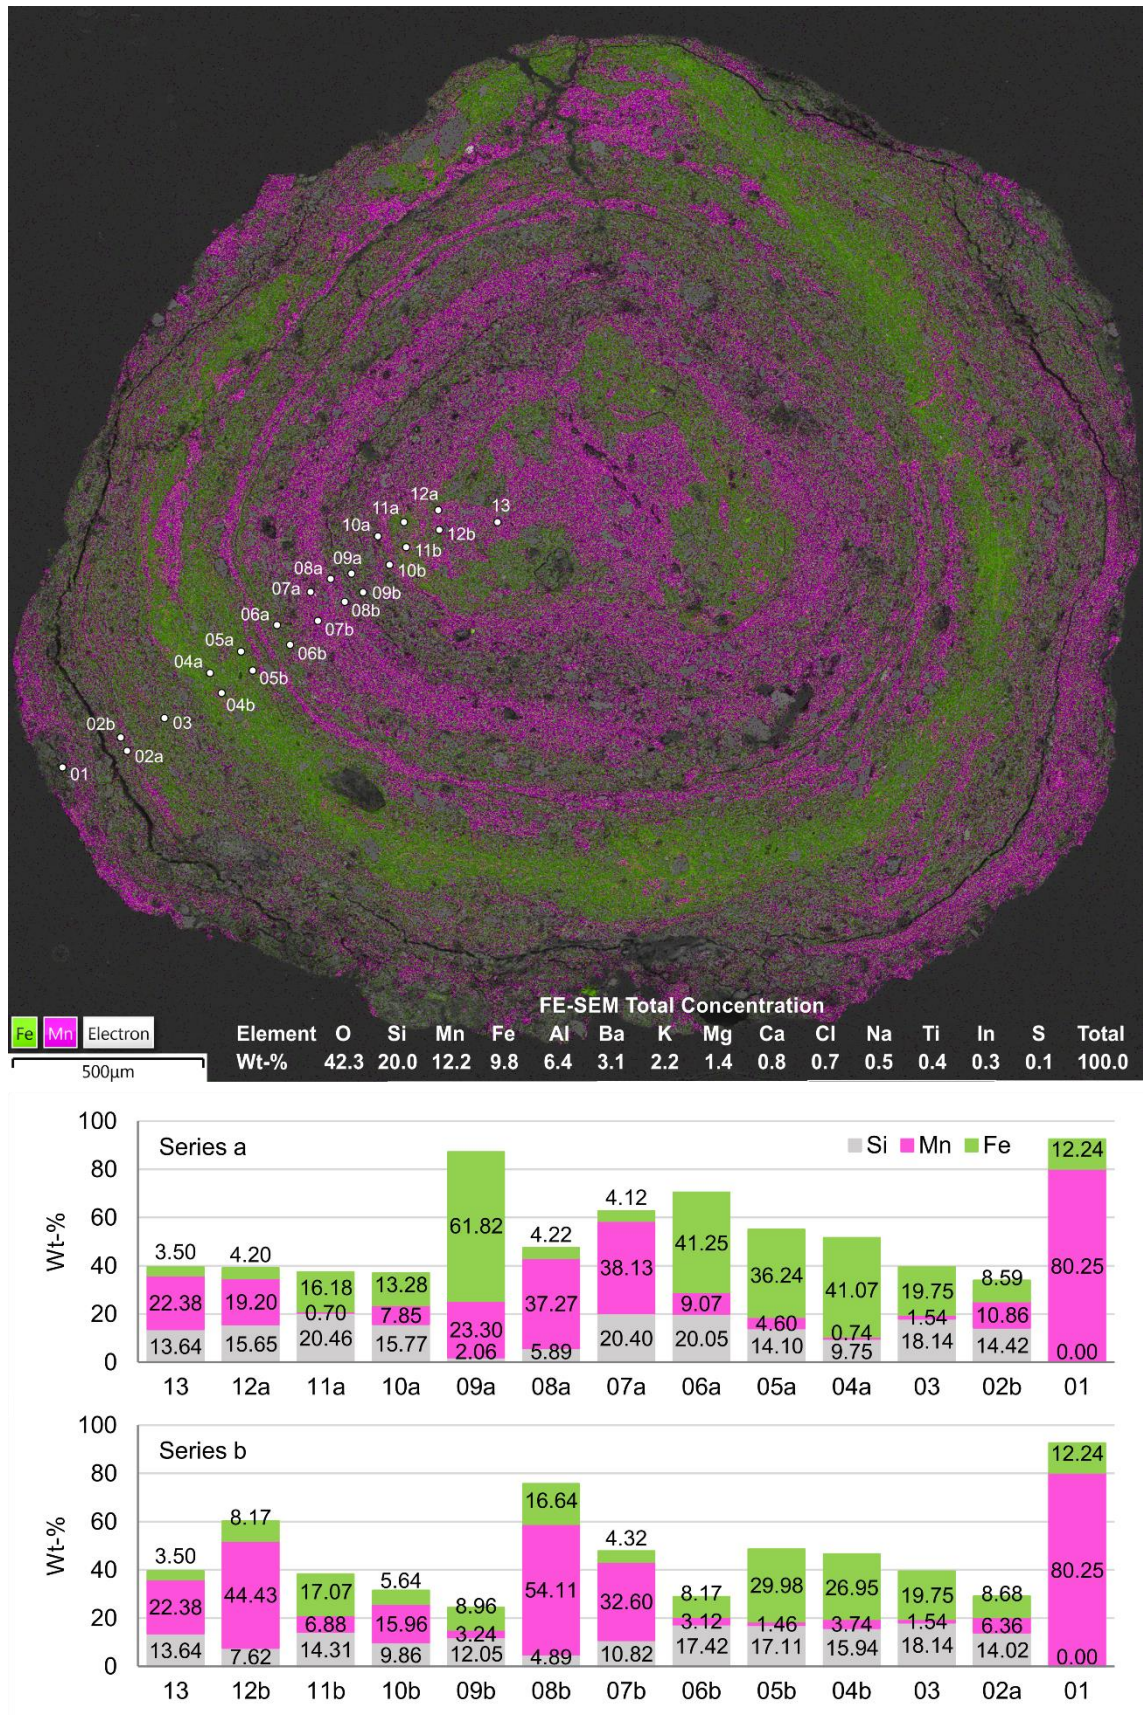 12a
13
11a
10a
12b
11b
09a
10b
08a
07a
09b
08b
06a
07b
05a
06b
04a
05b
04b
03
02b
02a
01
FE-SEM Total Concentration
Fe Mn Electron
Element O Si Mn Fe Al Ba K Mg Ca Cl Na Ti In S Total
Wt-% 42.3 20.0 12.2 9.8 6.4 3.1 2.2 1.4 0.8 0.7 0.5 0.4 0.3 0.1 100.0
500µm
Series a
Si Mn Fe
Wt-%
100
80
60
40
20
0
3.50 4.20 16.18 13.28 61.82 4.22 4.12 41.25 36.24 41.07 19.75 8.59 12.24
22.38 19.20 0.70 7.85 23.30 37.27 38.13 9.07 4.60 0.74 1.54 10.86 80.25
13.64 15.65 20.46 15.77 2.06 5.89 20.40 20.05 14.10 9.75 18.14 14.42 0.00
13 12a 11a 10a 09a 08a 07a 06a 05a 04a 03 02b 01
Series b
Wt-%
100
80
60
40
20
0
3.50 8.17 17.07 5.64 8.96 16.64 4.32 8.17 29.98 26.95 19.75 8.68 12.24
22.38 44.43 6.88 15.96 3.24 54.11 32.60 3.12 1.46 3.74 1.54 6.36 80.25
13.64 7.62 14.31 9.86 12.05 4.89 10.82 17.42 17.11 15.94 18.14 14.02 0.00
13 12b 11b 10b 09b 08b 07b 06b 05b 04b 03 02a 01